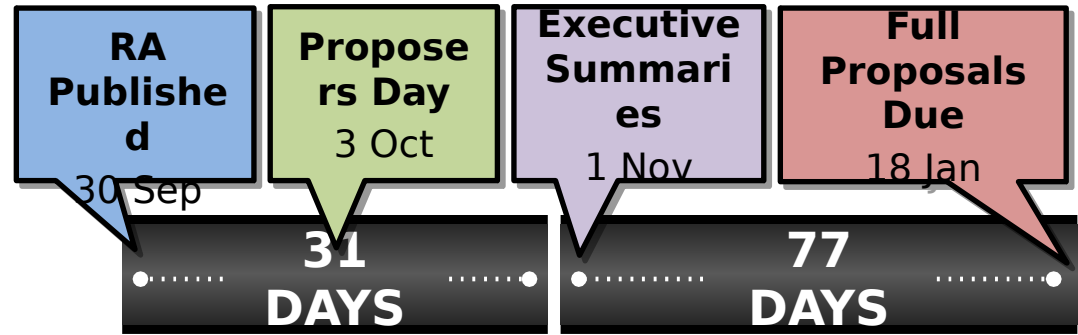 RA
Publishe
d
30 Sep
Propose
rs Day
3 Oct
Executive
Summari
es
1 Nov
Full
Proposals
Due
18 Jan
31
DAYS
77
DAYS